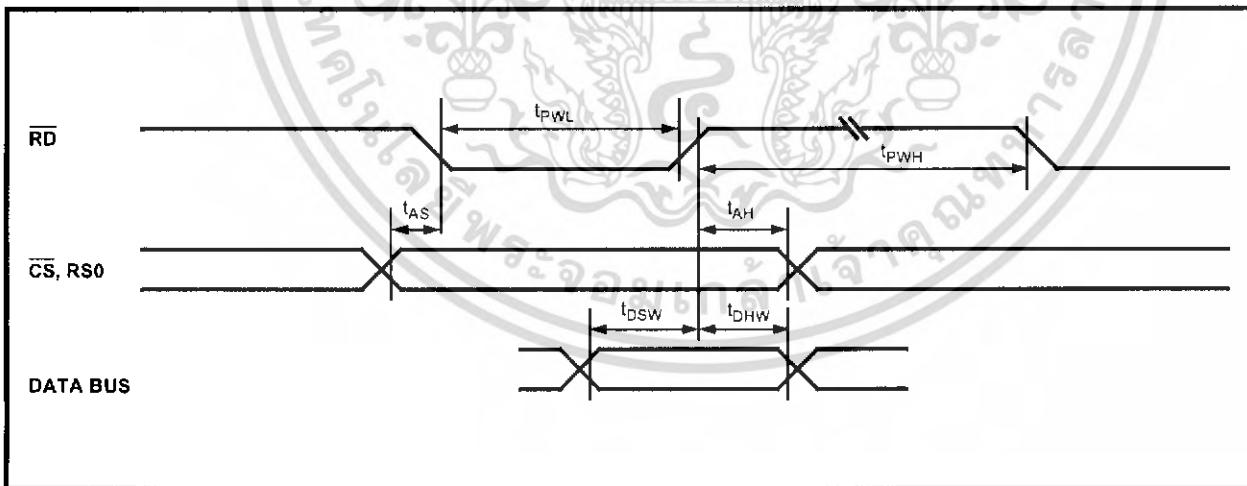 RD
tPWL
tPWH
tAS
tAH
CS, RS0
tDSW
tDHW
DATA BUS